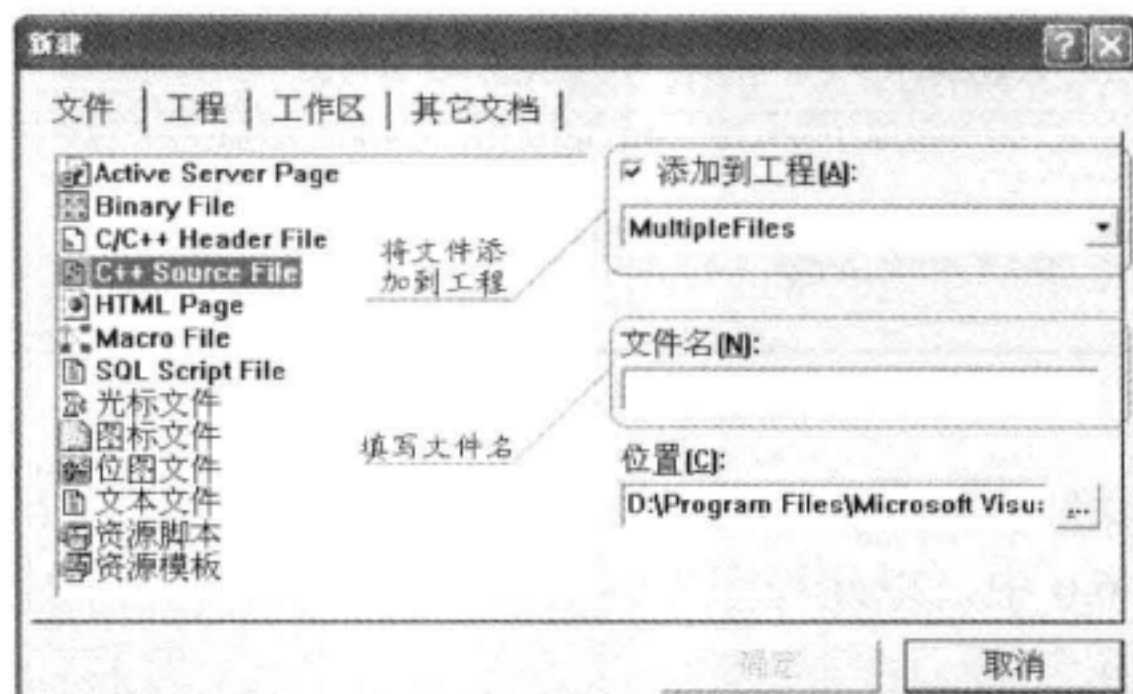 新建
文件 | 工程 | 工作区 | 其它文档
Active Server Page
Binary File
C/C++ Header File
C++ Source File
HTML Page
Macro File
SQL Script File
光标文件
图标文件
位图文件
文本文件
资源脚本
资源模板
将文件添
加到工程
填写文件名
添加到工程(A):
MultipleFiles
文件名(N):
位置(C):
D:\Program Files\Microsoft Visu
...
确定
取消